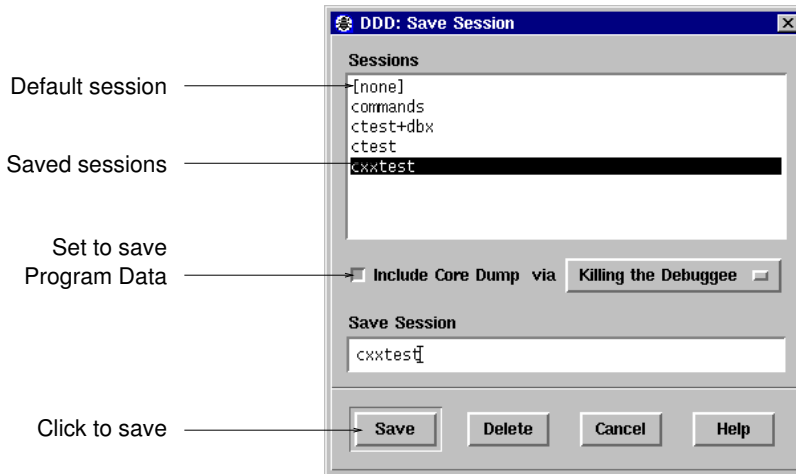 DDD: Save Session
Sessions
Default session
[none]
commands
ctest+dbx
ctest
Saved sessions
cxxtest
Set to save
Program Data
Include Core Dump via Killing the Debuggee
Save Session
cxxtest
Click to save
Save Delete Cancel Help